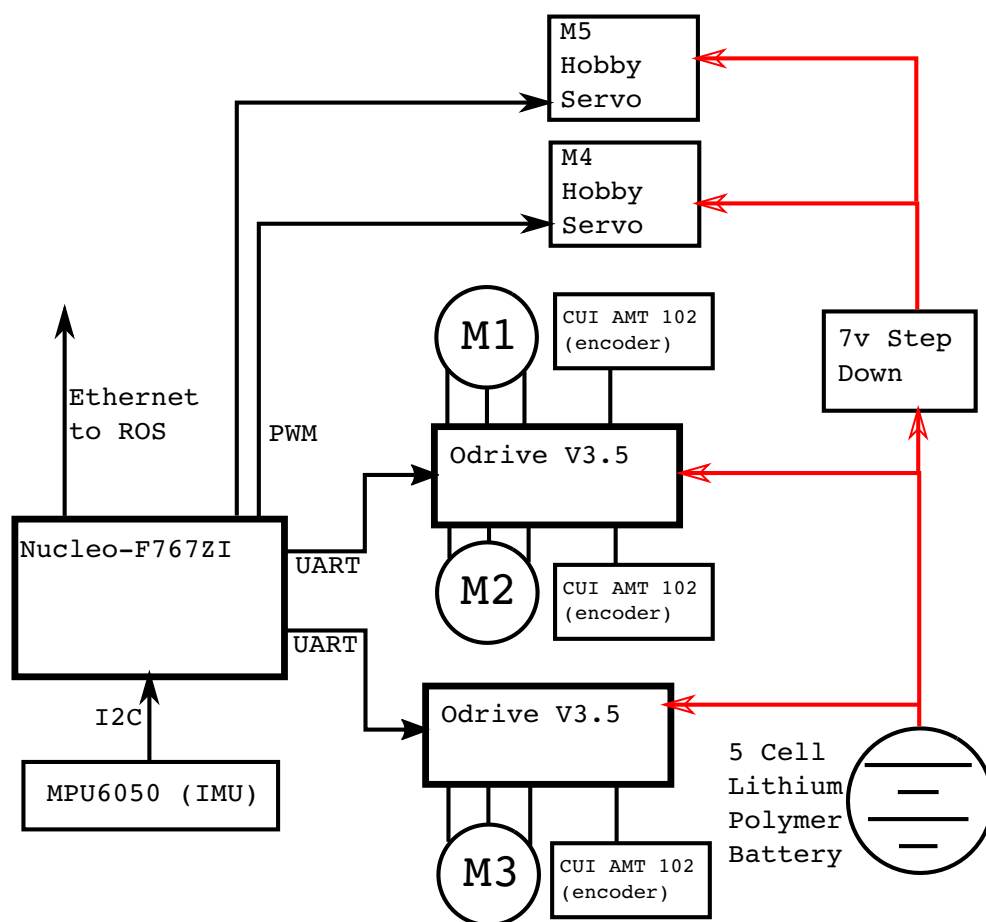 M5
Hobby
Servo
M4
Hobby
Servo
M1
CUI AMT 102
(encoder)
7v Step
Down
Ethernet
to ROS
PWM
Odrive V3.5
Nucleo-F767ZI
UART
M2
CUI AMT 102
(encoder)
UART
I2C
Odrive V3.5
MPU6050 (IMU)
5 Cell
Lithium
Polymer
Battery
M3
CUI AMT 102
(encoder)